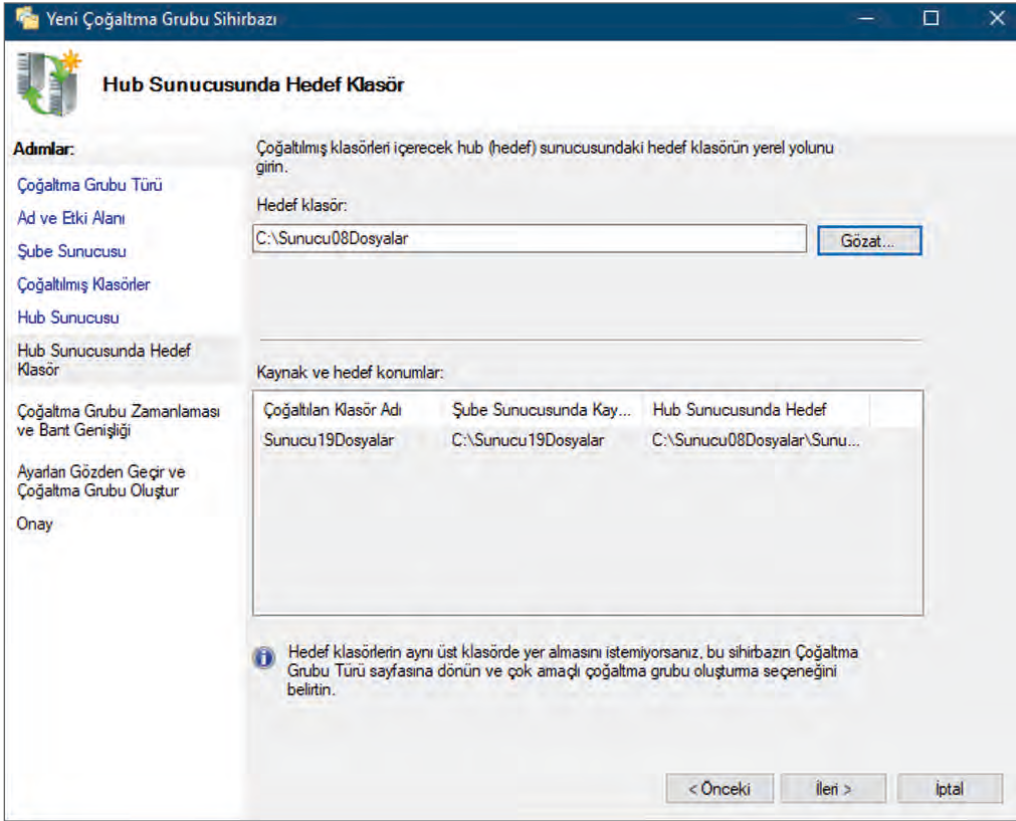 Yeni Çoğaltma Grubu Sihirbazı
Hub Sunucusunda Hedef Klasör
Adımlar:
Çoğaltma Grubu Türü
Ad ve Etki Alanı
Şube Sunucusu
Çoğaltılmış Klasörler
Hub Sunucusu
Hub Sunucusunda Hedef
Klasör
Çoğaltma Grubu Zamanlaması
ve Bant Genişliği
Ayarları Gözden Geçir ve
Çoğaltma Grubu Oluştur
Onay
Çoğaltılmış klasörleri içerecek hub (hedef) sunucusundaki hedef klasörün yerel yolunu
girin.
Hedef klasör:
C:\Sunucu08Dosyalar
Gözat...
Kaynak ve hedef konumlar:
Çoğaltılan Klasör Adı Şube Sunucusunda Kay... Hub Sunucusunda Hedef
Sunucu19Dosyalar C:\Sunucu19Dosyalar C:\Sunucu08Dosyalar\Sunu...
Hedef klasörlerin aynı üst klasörde yer almasını istemiyorsanız, bu sihirbazın Çoğaltma
Grubu Türü sayfasına dönün ve çok amaçlı çoğaltma grubu oluşturma seçeneğini
belirtin.
< Önceki İleri > İptal